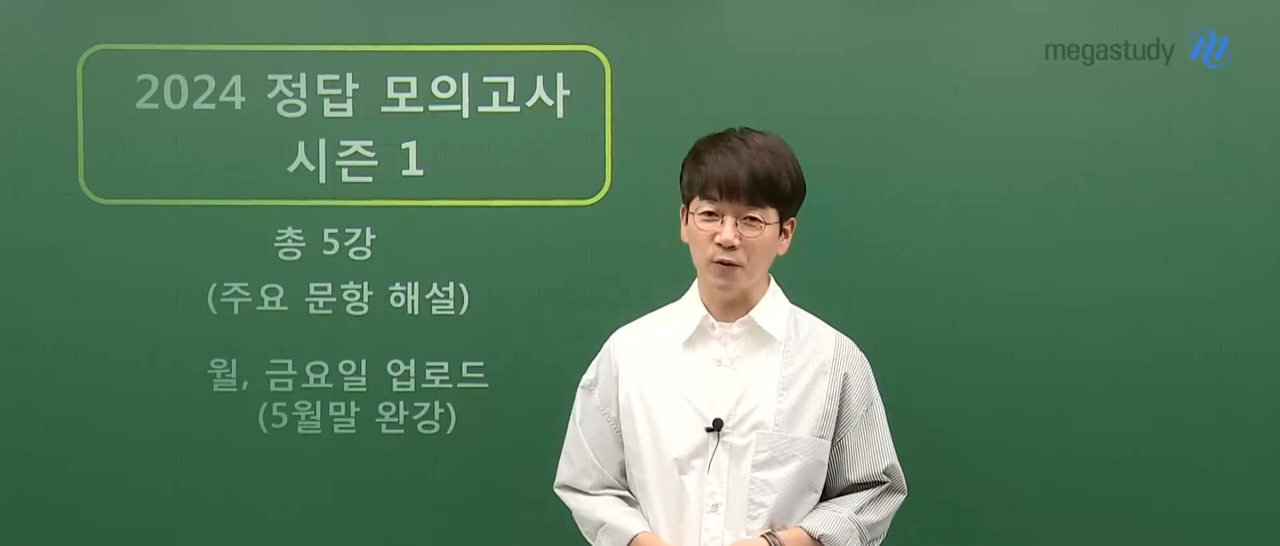 megastudy
2024 정답 모의고사
시즌 1
총 5강
(주요 문항 해설)
월, 금요일 업로드
(5월말 완강)